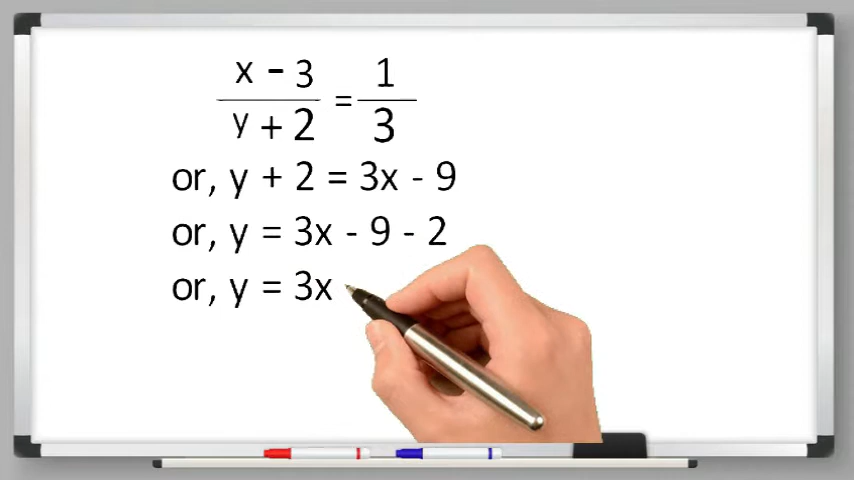 x - 3 / y + 2 = 1 / 3
or, y + 2 = 3x - 9
or, y = 3x - 9 - 2
or, y = 3x